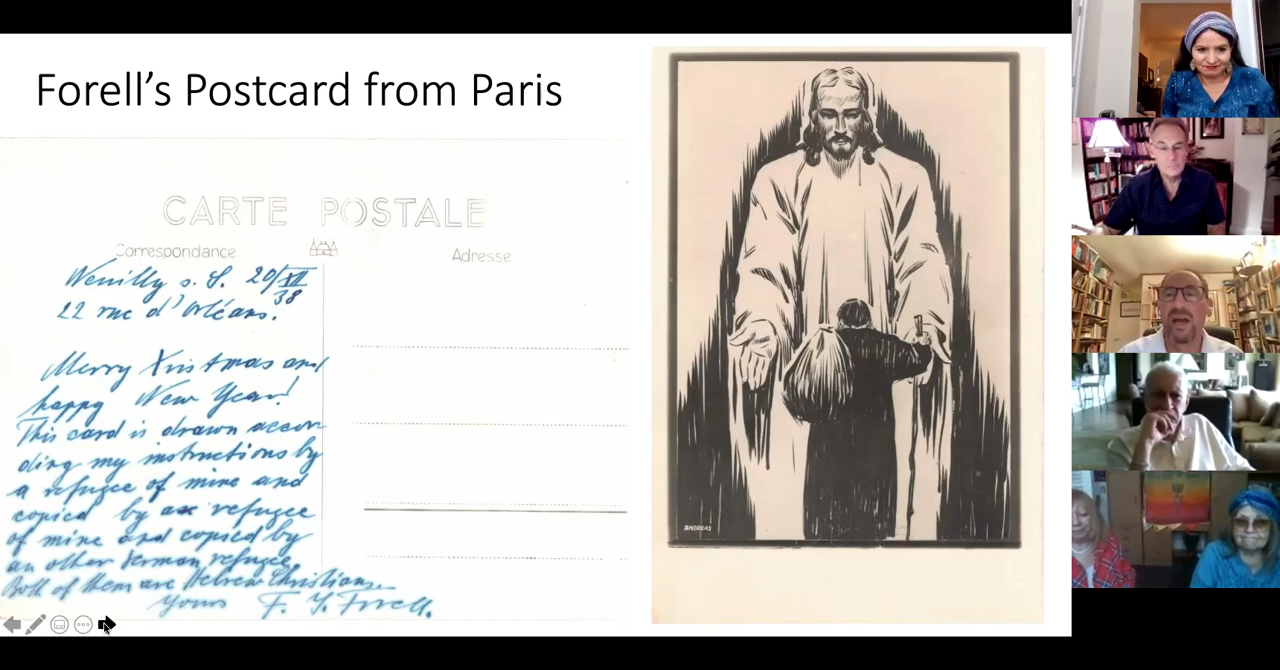 Forell’s Postcard from Paris
CARTE POSTALE
Correspondance
Adresse
Neuilly s. S. 20/XII
38
22 rue d'Orléans.
Merry Xristmas and
happy New Year!
This card is drawn accor-
ding my instructions by
a refugee of mine and
copied by a refugee
of mine and copied by
an other German refugee
Both of them are Hebrew Christians.
Yours F. J. Forell.
ANDREAS